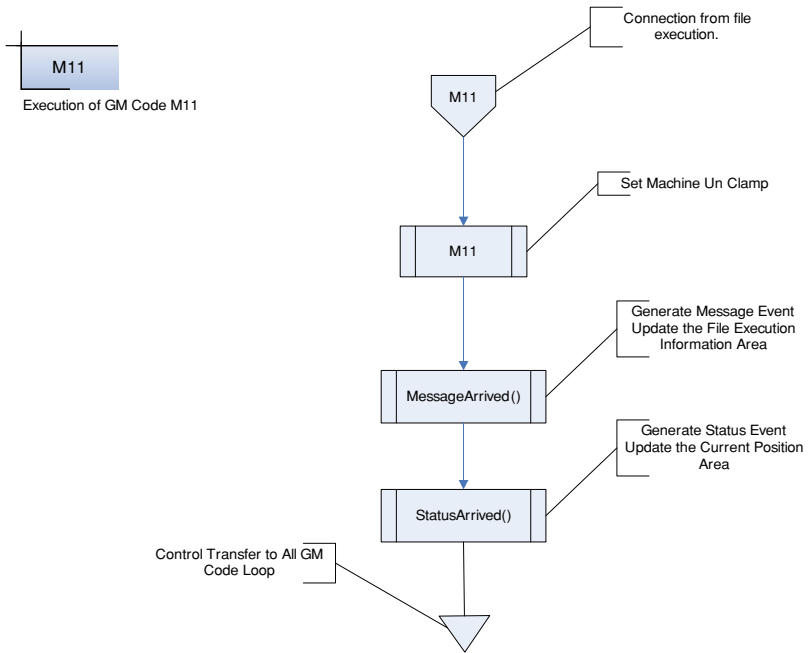 M11
Execution of GM Code M11
Connection from file
execution.
M11
Set Machine Un Clamp
M11
Generate Message Event
Update the File Execution
Information Area
MessageArrived()
Generate Status Event
Update the Current Position
Area
StatusArrived()
Control Transfer to All GM
Code Loop